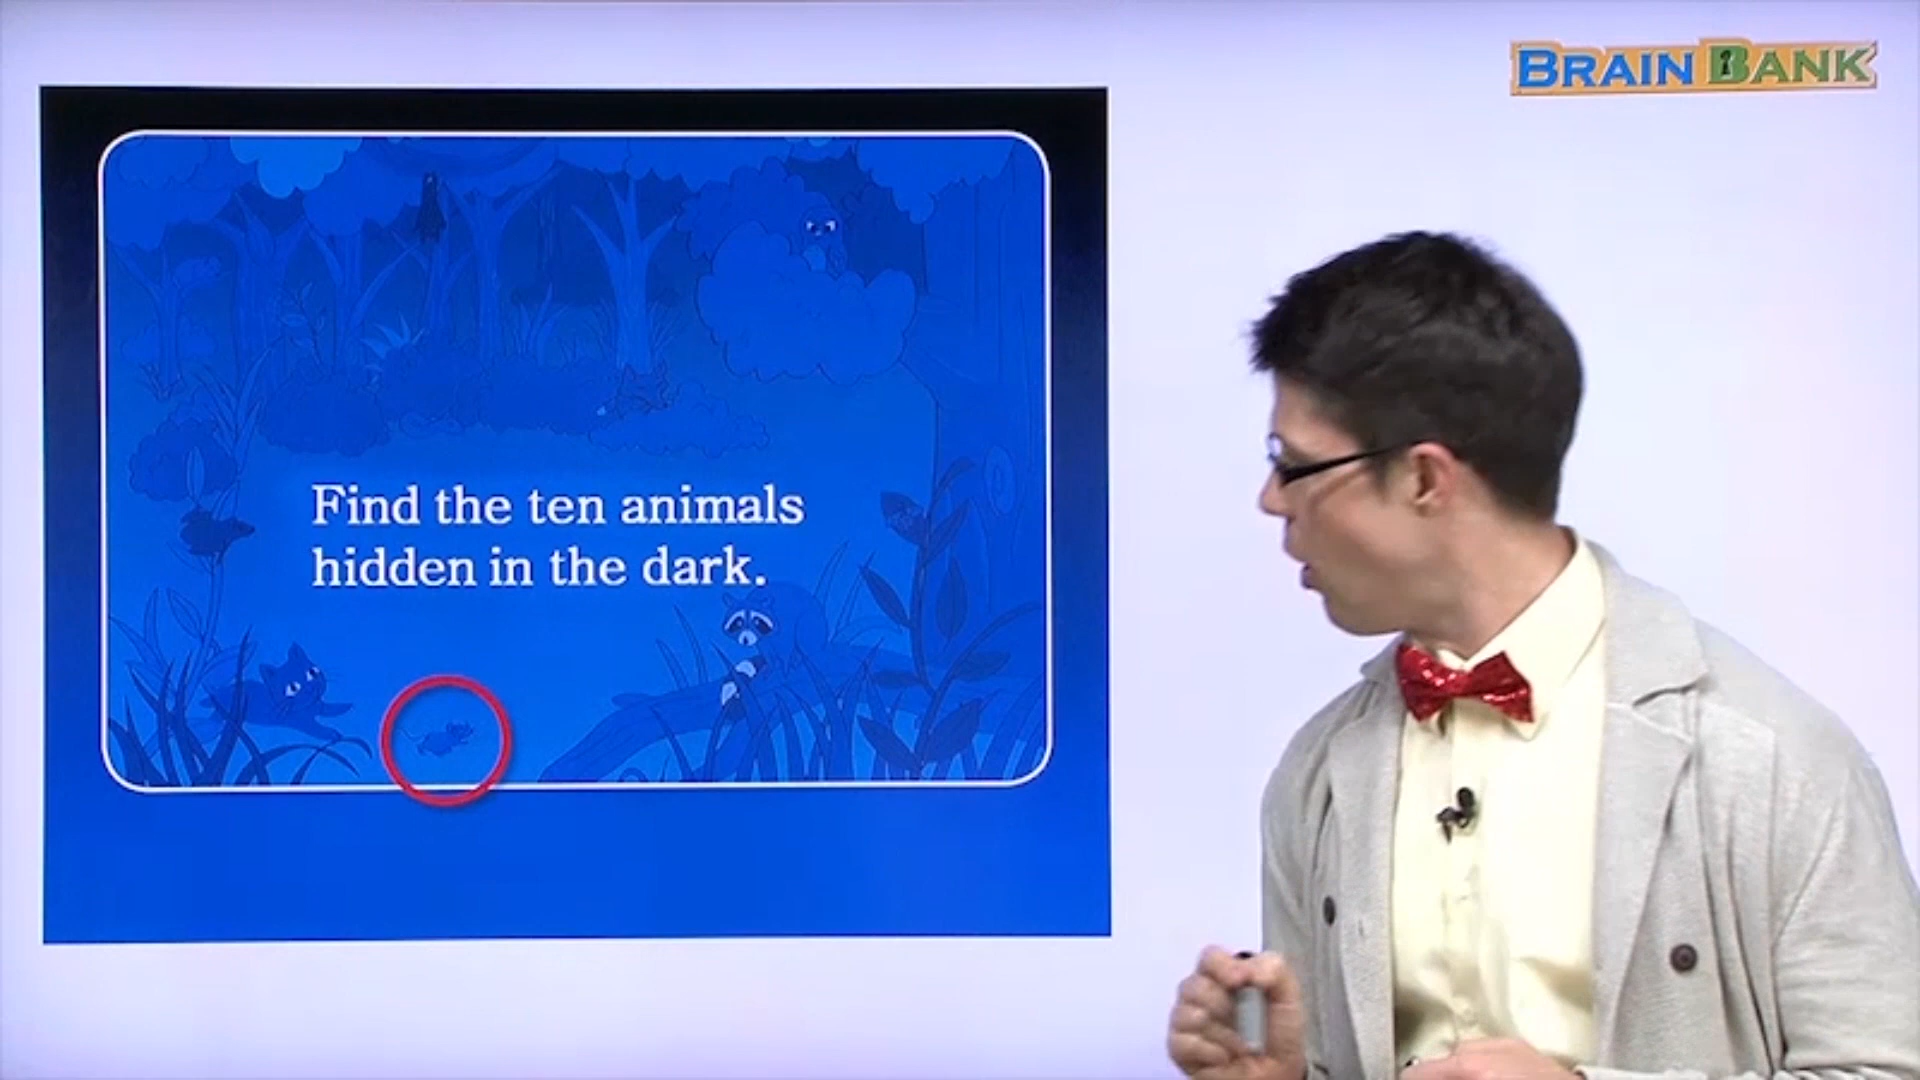 BRAIN BANK
Find the ten animals
hidden in the dark.